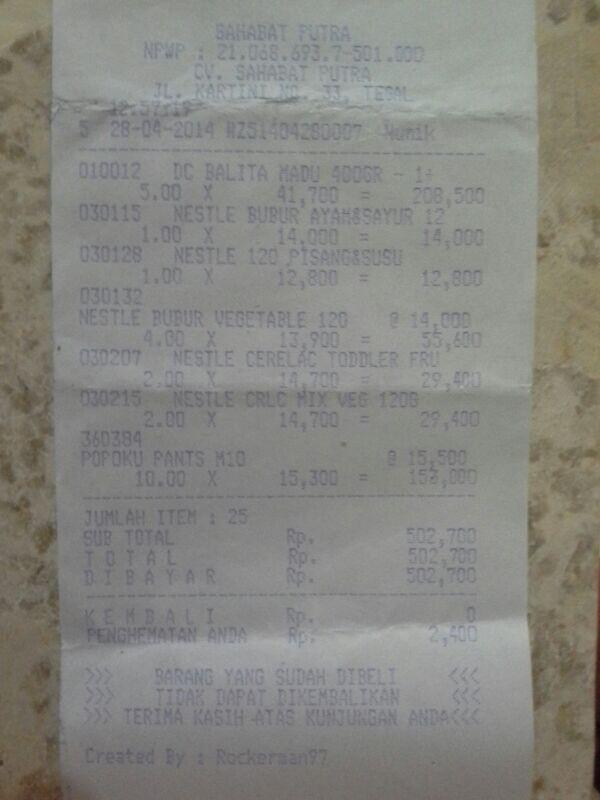 SAHABAT PUTRA
NPWP : 21.068.693.7-501.000
CV. SAHABAT PUTRA
JL. KARTINI NO. 33, TEGAL
12:57:17
5 28-04-2014 #ZS1404280007 Nunik
010012 DC BALITA MADU 400GR - 1+
5.00 X 41,700 = 208,500
030115 NESTLE BUBUR AYAM&SAYUR 12
1.00 X 14,000 = 14,000
030128 NESTLE 120 PISANG&SUSU
1.00 X 12,800 = 12,800
030132
NESTLE BUBUR VEGETABLE 120 @ 14,000
4.00 X 13,900 = 55,600
030207 NESTLE CERELAC TODDLER FRU
2.00 X 14,700 = 29,400
030215 NESTLE CRLC MIX VEG 120G
2.00 X 14,700 = 29,400
360384
POPOKU PANTS M10 @ 15,500
10.00 X 15,300 = 153,000
JUMLAH ITEM : 25
SUB TOTAL Rp. 502,700
T O T A L Rp. 502,700
D I B A Y A R Rp. 502,700
K E M B A L I Rp. 0
PENGHEMATAN ANDA Rp. 2,400
>>> BARANG YANG SUDAH DIBELI <<<
>>> TIDAK DAPAT DIKEMBALIKAN <<<
>>> TERIMA KASIH ATAS KUNJUNGAN ANDA<<<
Created By : Rockerman97